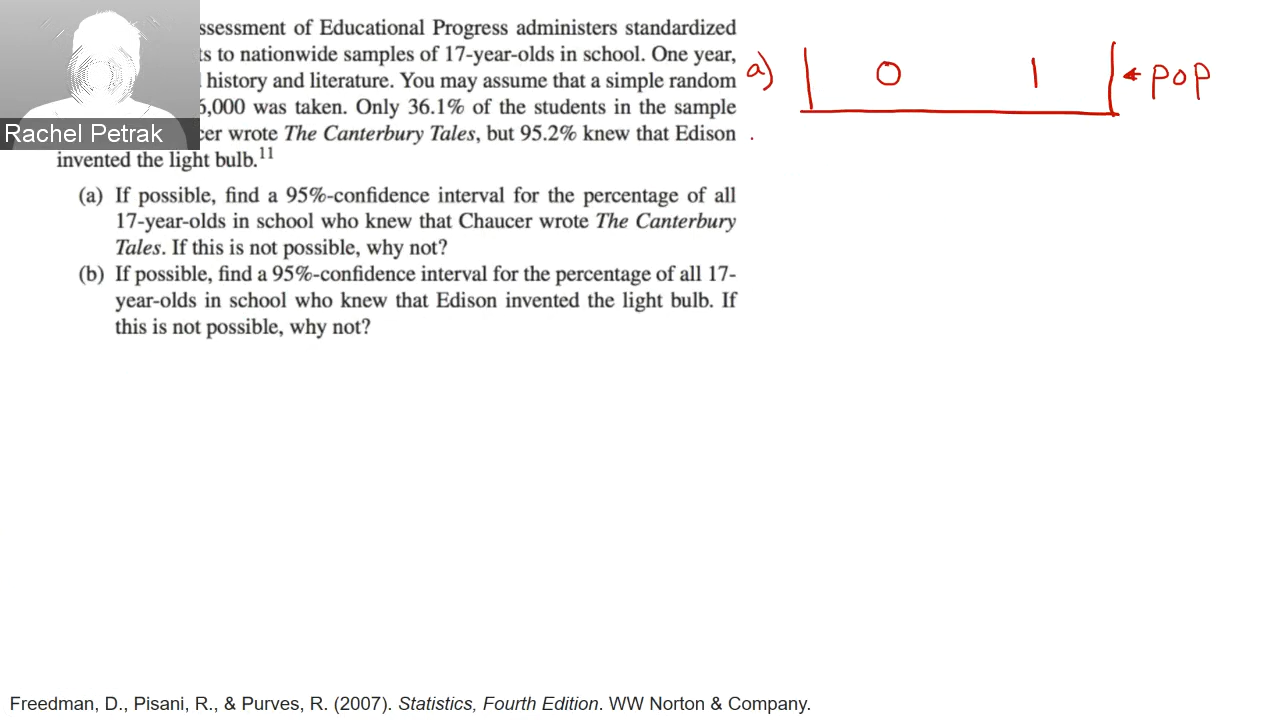 ssessment of Educational Progress administers standardized
s to nationwide samples of 17-year-olds in school. One year,
history and literature. You may assume that a simple random
6,000 was taken. Only 36.1% of the students in the sample
Rachel Petrak
cer wrote The Canterbury Tales, but 95.2% knew that Edison
invented the light bulb.11
(a) If possible, find a 95%-confidence interval for the percentage of all
17-year-olds in school who knew that Chaucer wrote The Canterbury
Tales. If this is not possible, why not?
(b) If possible, find a 95%-confidence interval for the percentage of all 17-
year-olds in school who knew that Edison invented the light bulb. If
this is not possible, why not?
a) 0 1 pop
Freedman, D., Pisani, R., & Purves, R. (2007). Statistics, Fourth Edition. WW Norton & Company.